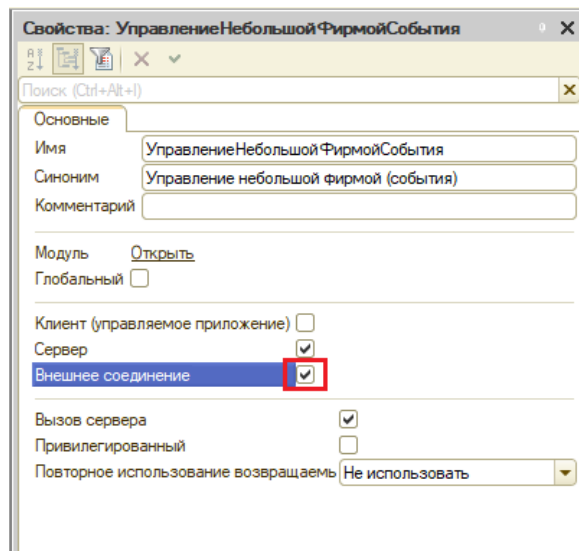 Свойства: УправлениеНебольшойФирмойСобытия
Поиск (Ctrl+Alt+I)
Основные
Имя УправлениеНебольшойФирмойСобытия
Синоним Управление небольшой фирмой (события)
Комментарий
Модуль Открыть
Глобальный
Клиент (управляемое приложение)
Сервер
Внешнее соединение
Вызов сервера
Привилегированный
Повторное использование возвращаемь Не использовать